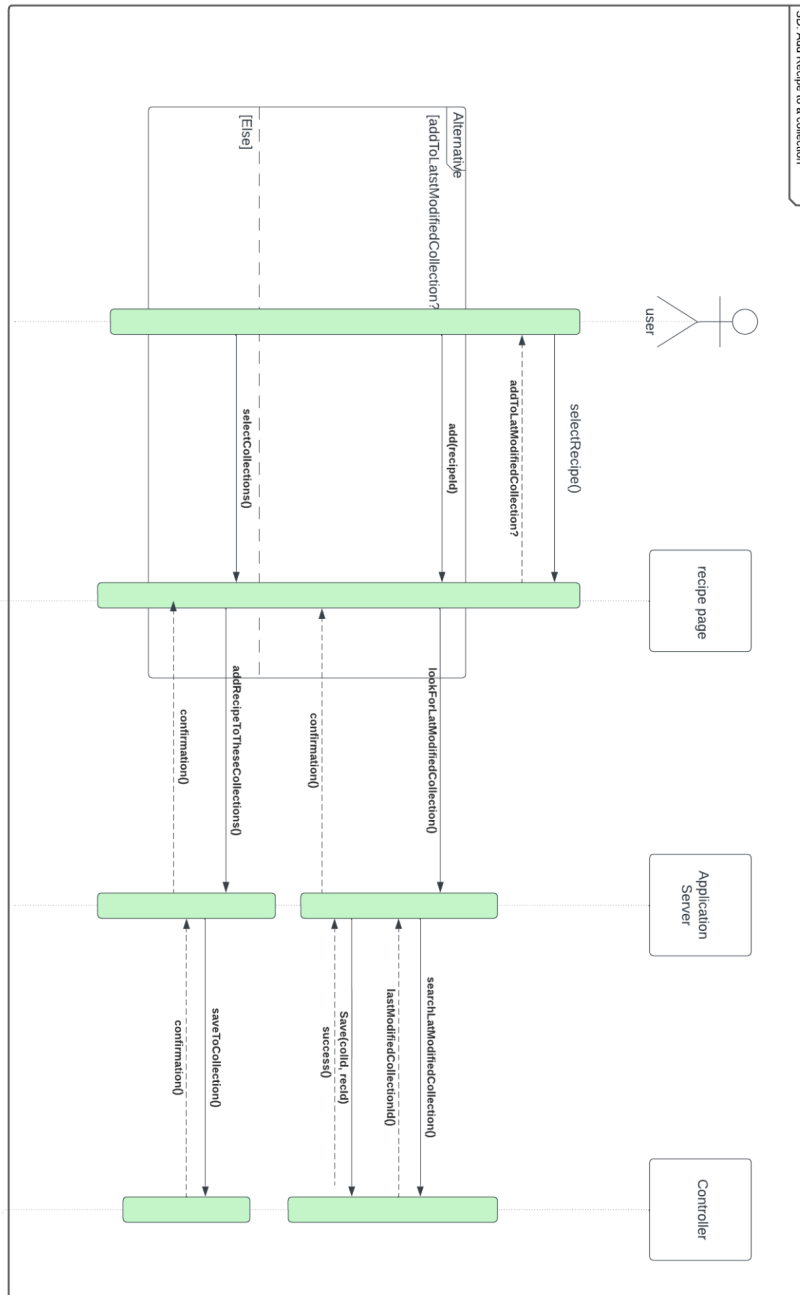 SD: Add Recipe to a collection
user
recipe page
Application
Server
Controller
selectRecipe()
addToLatModifiedCollection?
Alternative
[addToLatstModifiedCollection?
add(recipeId)
lookForLatModifiedCollection()
searchLatModifiedCollection()
lastModifiedCollectionId()
Save(colId, recId)
success()
confirmation()
[Else]
selectCollections()
addRecipeToTheseCollections()
saveToCollection()
confirmation()
confirmation()